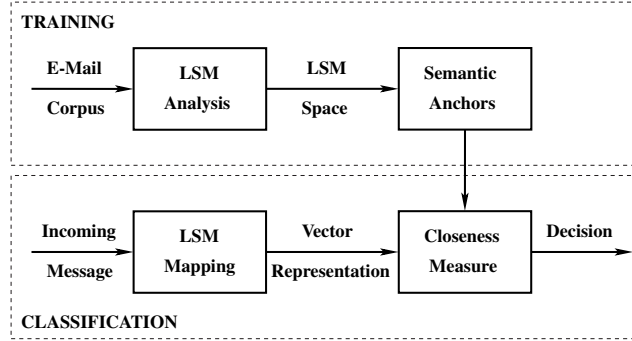 TRAINING
E-Mail
Corpus
LSM
Analysis
LSM
Space
Semantic
Anchors
Incoming
Message
LSM
Mapping
Vector
Representation
Closeness
Measure
Decision
CLASSIFICATION